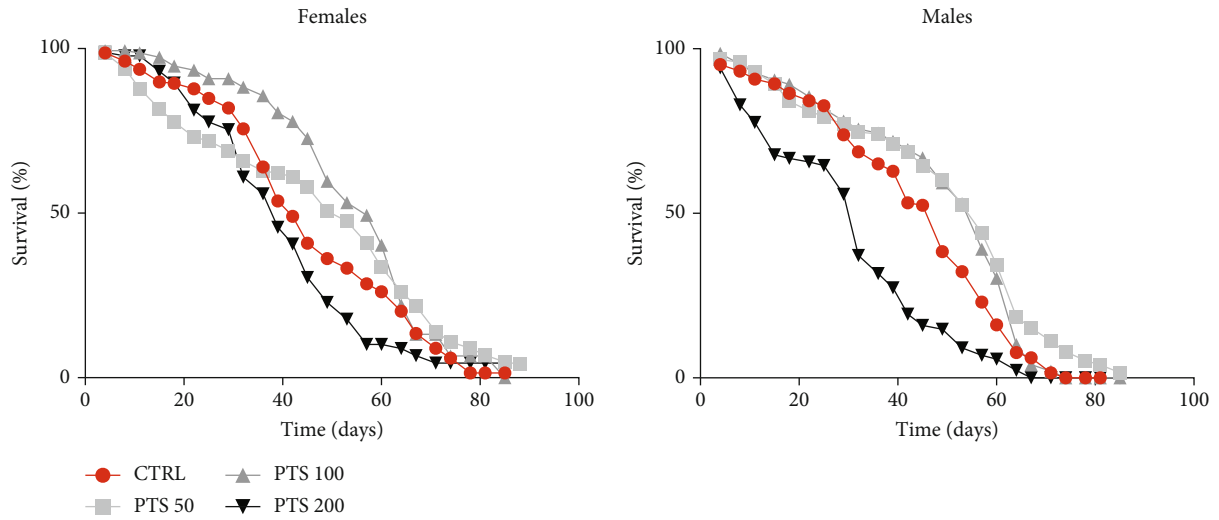 Females
Males
100
50
0
Survival (%)
0 20 40 60 80 100
Time (days)
100
50
0
Survival (%)
0 20 40 60 80 100
Time (days)
CTRL PTS 100
PTS 50 PTS 200